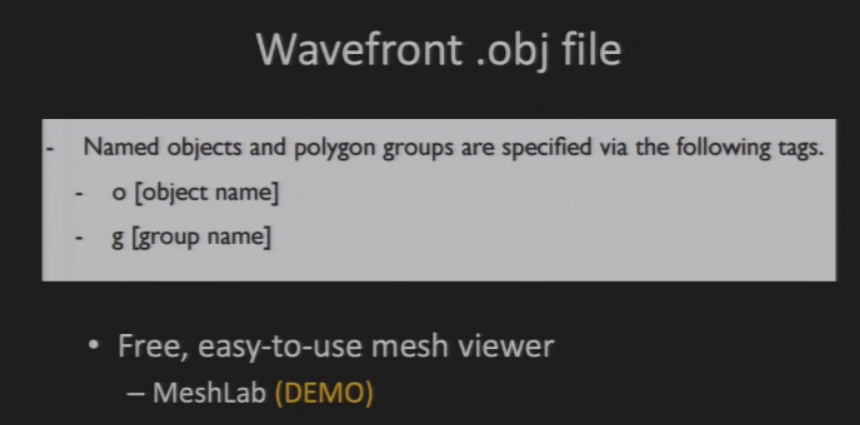 Wavefront .obj file
- Named objects and polygon groups are specified via the following tags.
- o [object name]
- g [group name]
• Free, easy-to-use mesh viewer
– MeshLab (DEMO)